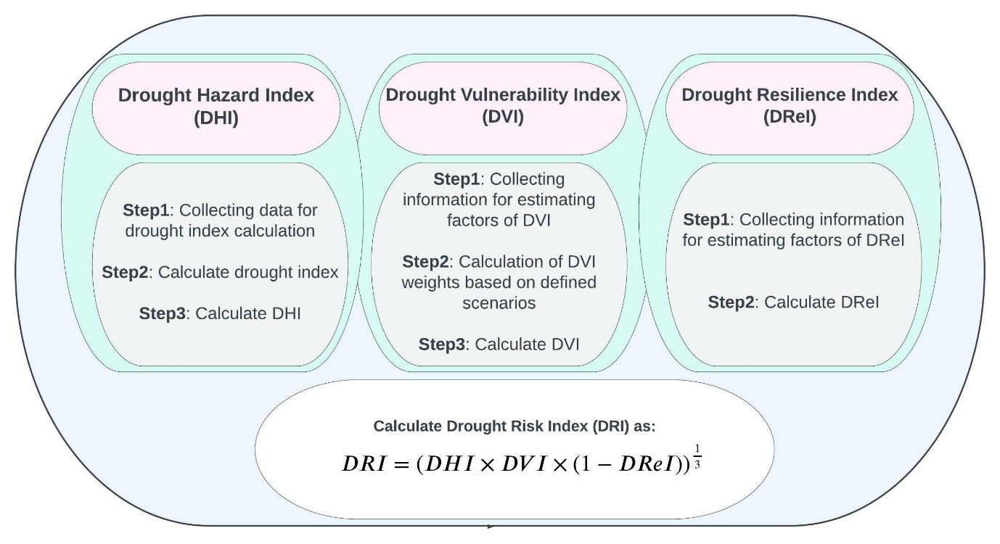 Drought Hazard Index
(DHI)
Step1: Collecting data for
drought index calculation
Step2: Calculate drought index
Step3: Calculate DHI
Drought Vulnerability Index
(DVI)
Step1: Collecting
information for estimating
factors of DVI
Step2: Calculation of DVI
weights based on defined
scenarios
Step3: Calculate DVI
Drought Resilience Index
(DReI)
Step1: Collecting information
for estimating factors of DReI
Step2: Calculate DReI
Calculate Drought Risk Index (DRI) as:
DRI = (DHI × DVI × (1 − DReI))^{1/3}